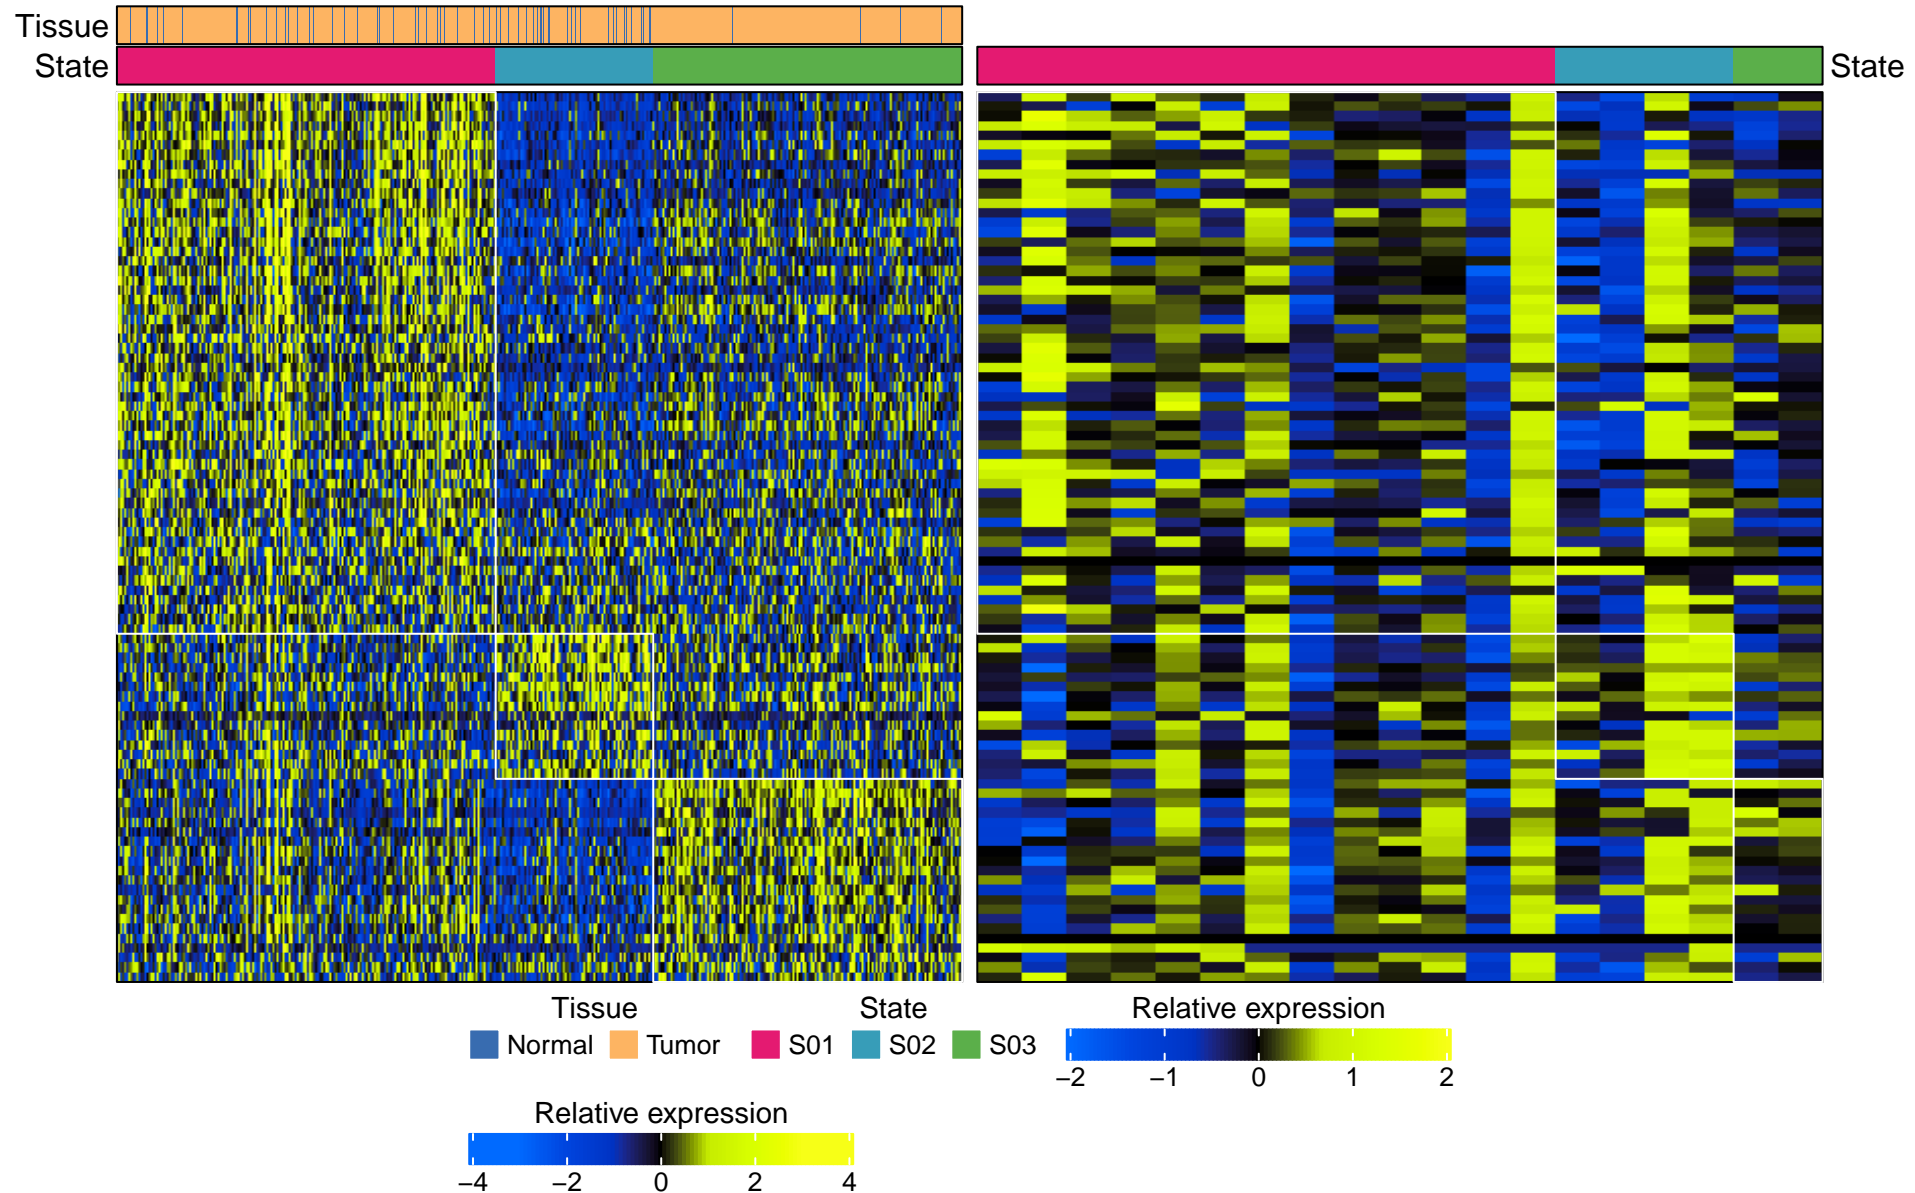 Tissue
State
State
Tissue
Normal Tumor
State
S01 S02 S03
Relative expression
−2 −1 0 1 2
Relative expression
−4 −2 0 2 4